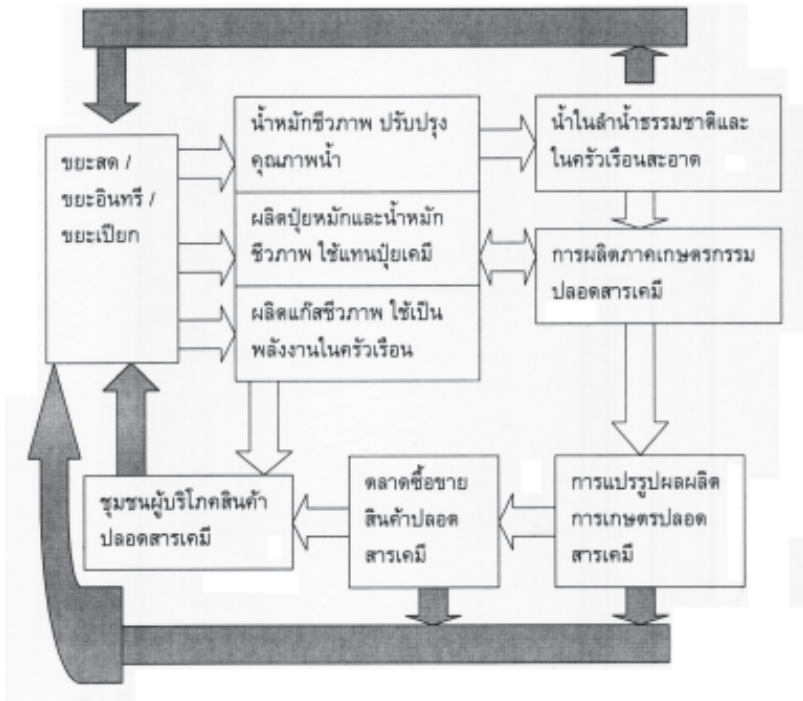 น้ำหมักชีวภาพ ปรับปรุง
คุณภาพน้ำ
น้ำในลำน้ำธรรมชาติและ
ในครัวเรือนสะอาด
ขยะสด /
ขยะอินทรี /
ขยะเปียก
ผลิตปุ๋ยหมักและน้ำหมัก
ชีวภาพ ใช้แทนปุ๋ยเคมี
การผลิตภาคเกษตรกรรม
ปลอดสารเคมี
ผลิตแก๊สชีวภาพ ใช้เป็น
พลังงานในครัวเรือน
ชุมชนผู้บริโภคสินค้า
ปลอดสารเคมี
ตลาดซื้อขาย
สินค้าปลอด
สารเคมี
การแปรรูปผลผลิต
การเกษตรปลอด
สารเคมี